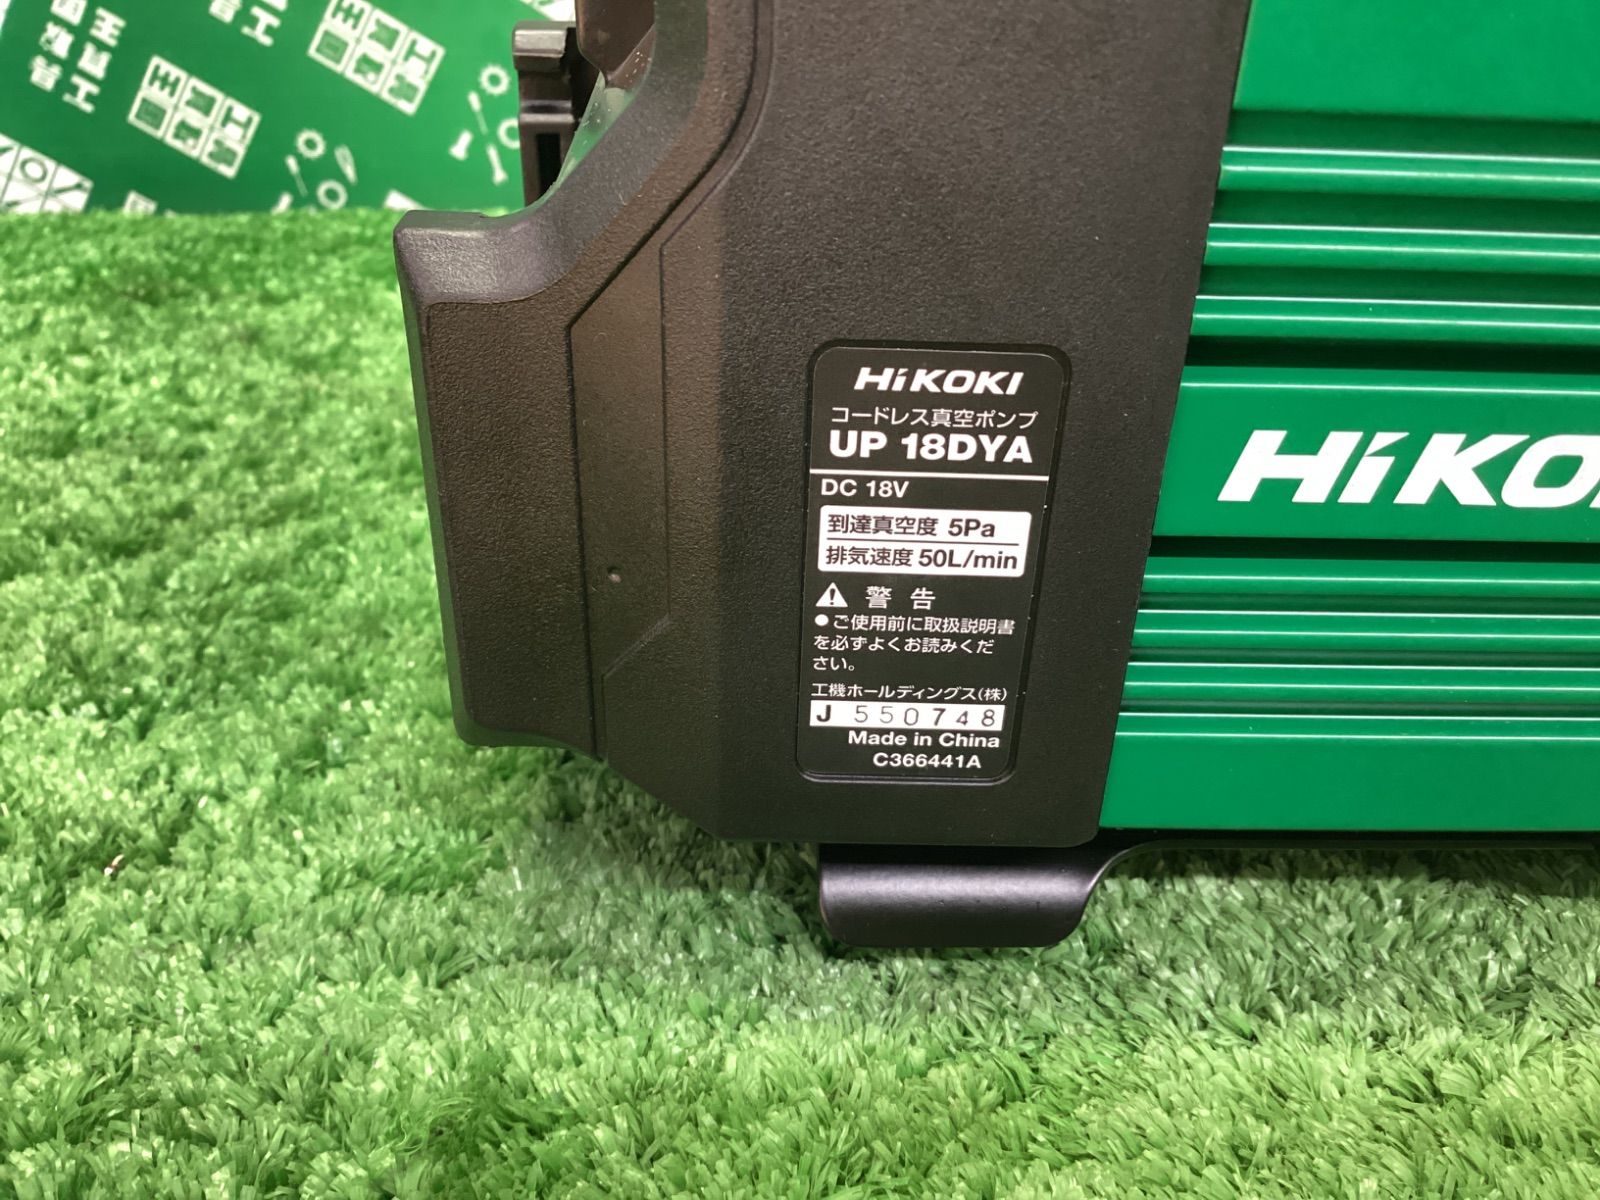 HiKOKI
コードレス真空ポンプ
UP 18DYA
DC 18V
到達真空度 5Pa
排気速度 50L/min
警 告
●ご使用前に取扱説明書
を必ずよくお読みくだ
さい。
工機ホールディングス(株)
J 550748
Made in China
C366441A
HiKO